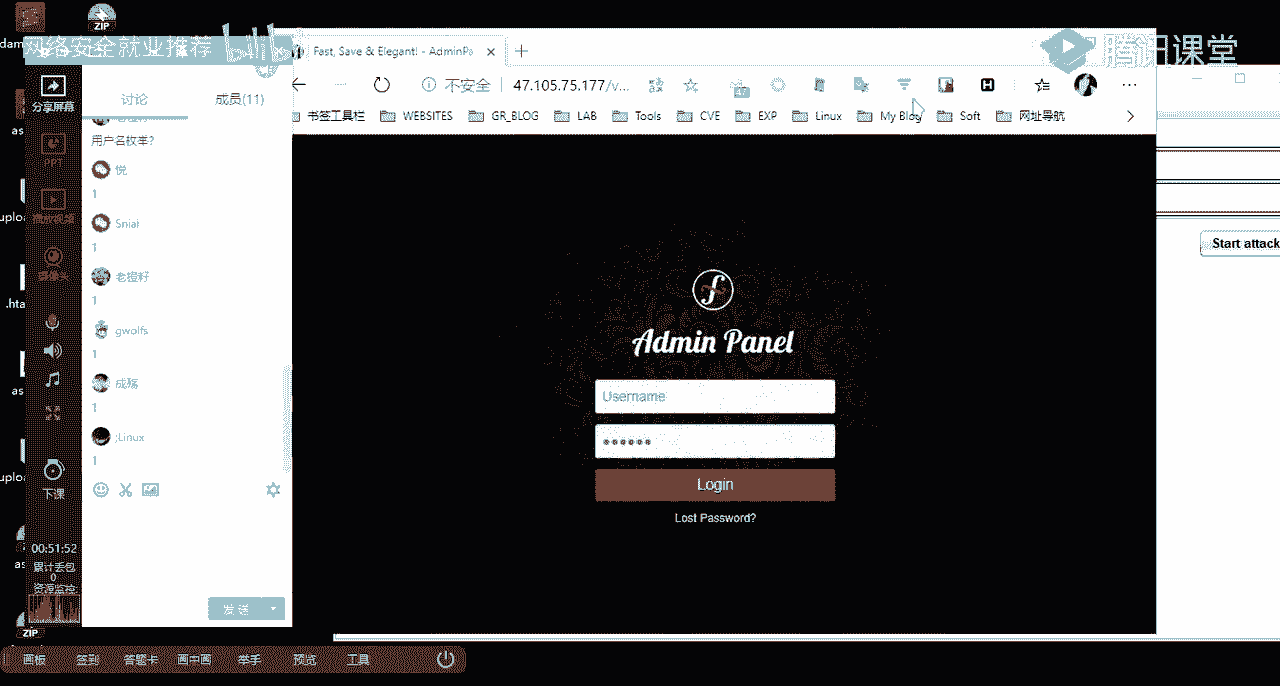 ZIP
网络安全就业推荐
bilibili
腾讯课堂
Fast, Save & Elegant! - AdminPa
不安全
47.105.75.177/v...
书签工具栏
WEBSITES
GR_BLOG
LAB
Tools
CVE
EXP
Linux
My Blog
Soft
网址导航
分享屏幕
PPT
播放视频
摄像头
下课
00:51:52
累计丢包
0
资源监控
讨论
成员(11)
用户名枚举?
悦
1
Sniat
1
老橙籽
1
gwolfs
1
成殇
1
;Linux
1
发送
Admin Panel
Username
Login
Lost Password?
Start attack
as
uploa
.hta
as
uploa
as
ZIP
画板
签到
答题卡
画中画
举手
预览
工具